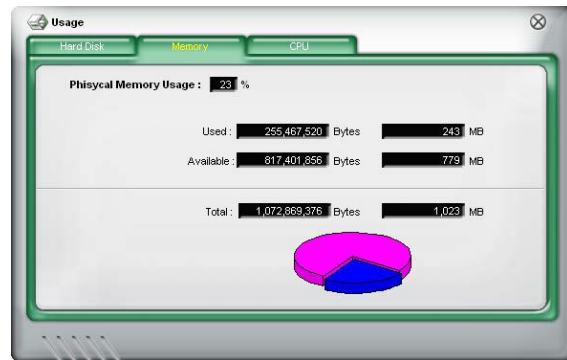 Usage
Hard Disk Memory CPU
Phisycal Memory Usage : 23 %
Used : 255,467,520 Bytes 243 MB
Available : 817,401,856 Bytes 779 MB
Total : 1,072,869,376 Bytes 1,023 MB